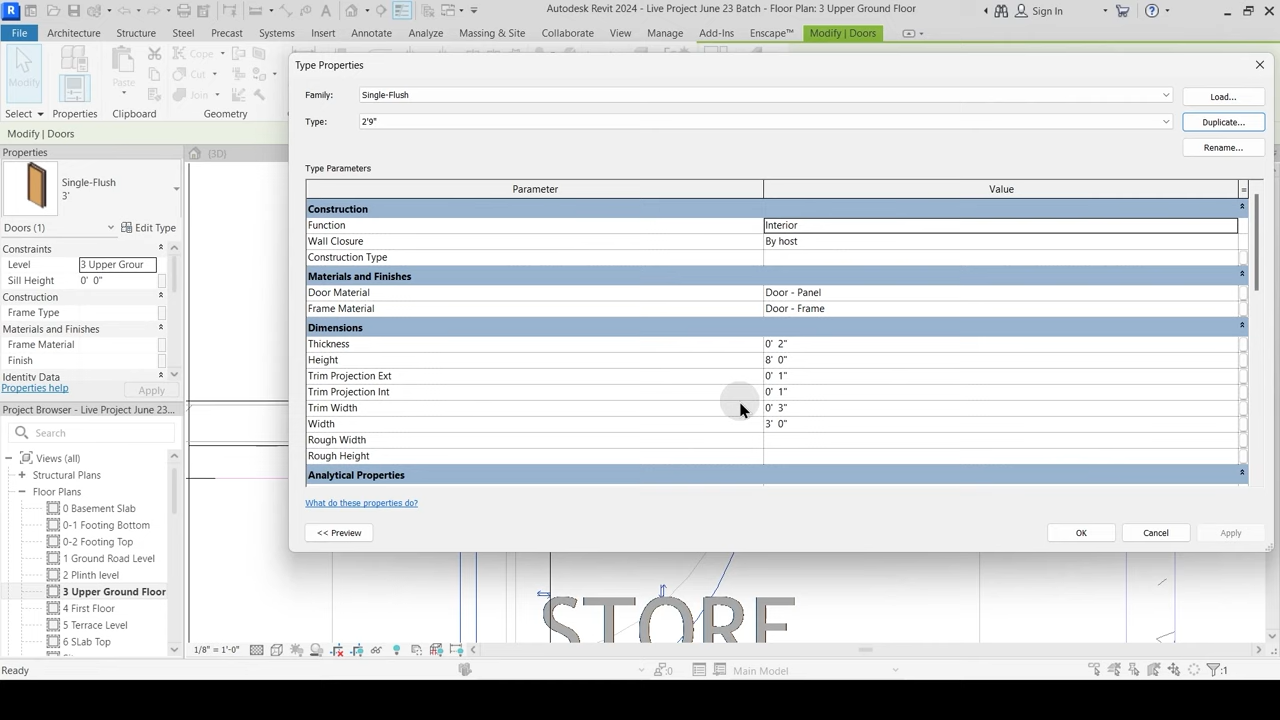 Autodesk Revit 2024 - Live Project June 23 Batch - Floor Plan: 3 Upper Ground Floor
Sign In
File Architecture Structure Steel Precast Systems Insert Annotate Analyze Massing & Site Collaborate View Manage Add-Ins Enscape™ Modify | Doors
Modify
Paste
Cope
Cut
Join
Select Properties Clipboard Geometry
Modify | Doors
Properties
Single-Flush
3'
Doors (1)
Edit Type
Constraints
Level 3 Upper Grour
Sill Height 0' 0"
Construction
Frame Type
Materials and Finishes
Frame Material
Finish
Identity Data
Properties help
Apply
Project Browser - Live Project June 23...
Search
Views (all)
Structural Plans
Floor Plans
0 Basement Slab
0-1 Footing Bottom
0-2 Footing Top
1 Ground Road Level
2 Plinth level
3 Upper Ground Floor
4 First Floor
5 Terrace Level
6 SLab Top
(3D)
Type Properties
Family: Single-Flush
Load...
Type: 2'9"
Duplicate...
Rename...
Type Parameters
Parameter Value =
Construction
Function Interior
Wall Closure By host
Construction Type
Materials and Finishes
Door Material Door - Panel
Frame Material Door - Frame
Dimensions
Thickness 0' 2"
Height 8' 0"
Trim Projection Ext 0' 1"
Trim Projection Int 0' 1"
Trim Width 0' 3"
Width 3' 0"
Rough Width
Rough Height
Analytical Properties
What do these properties do?
<< Preview
OK
Cancel
Apply
STORE
1/8" = 1'-0"
Ready
:0
Main Model
:1